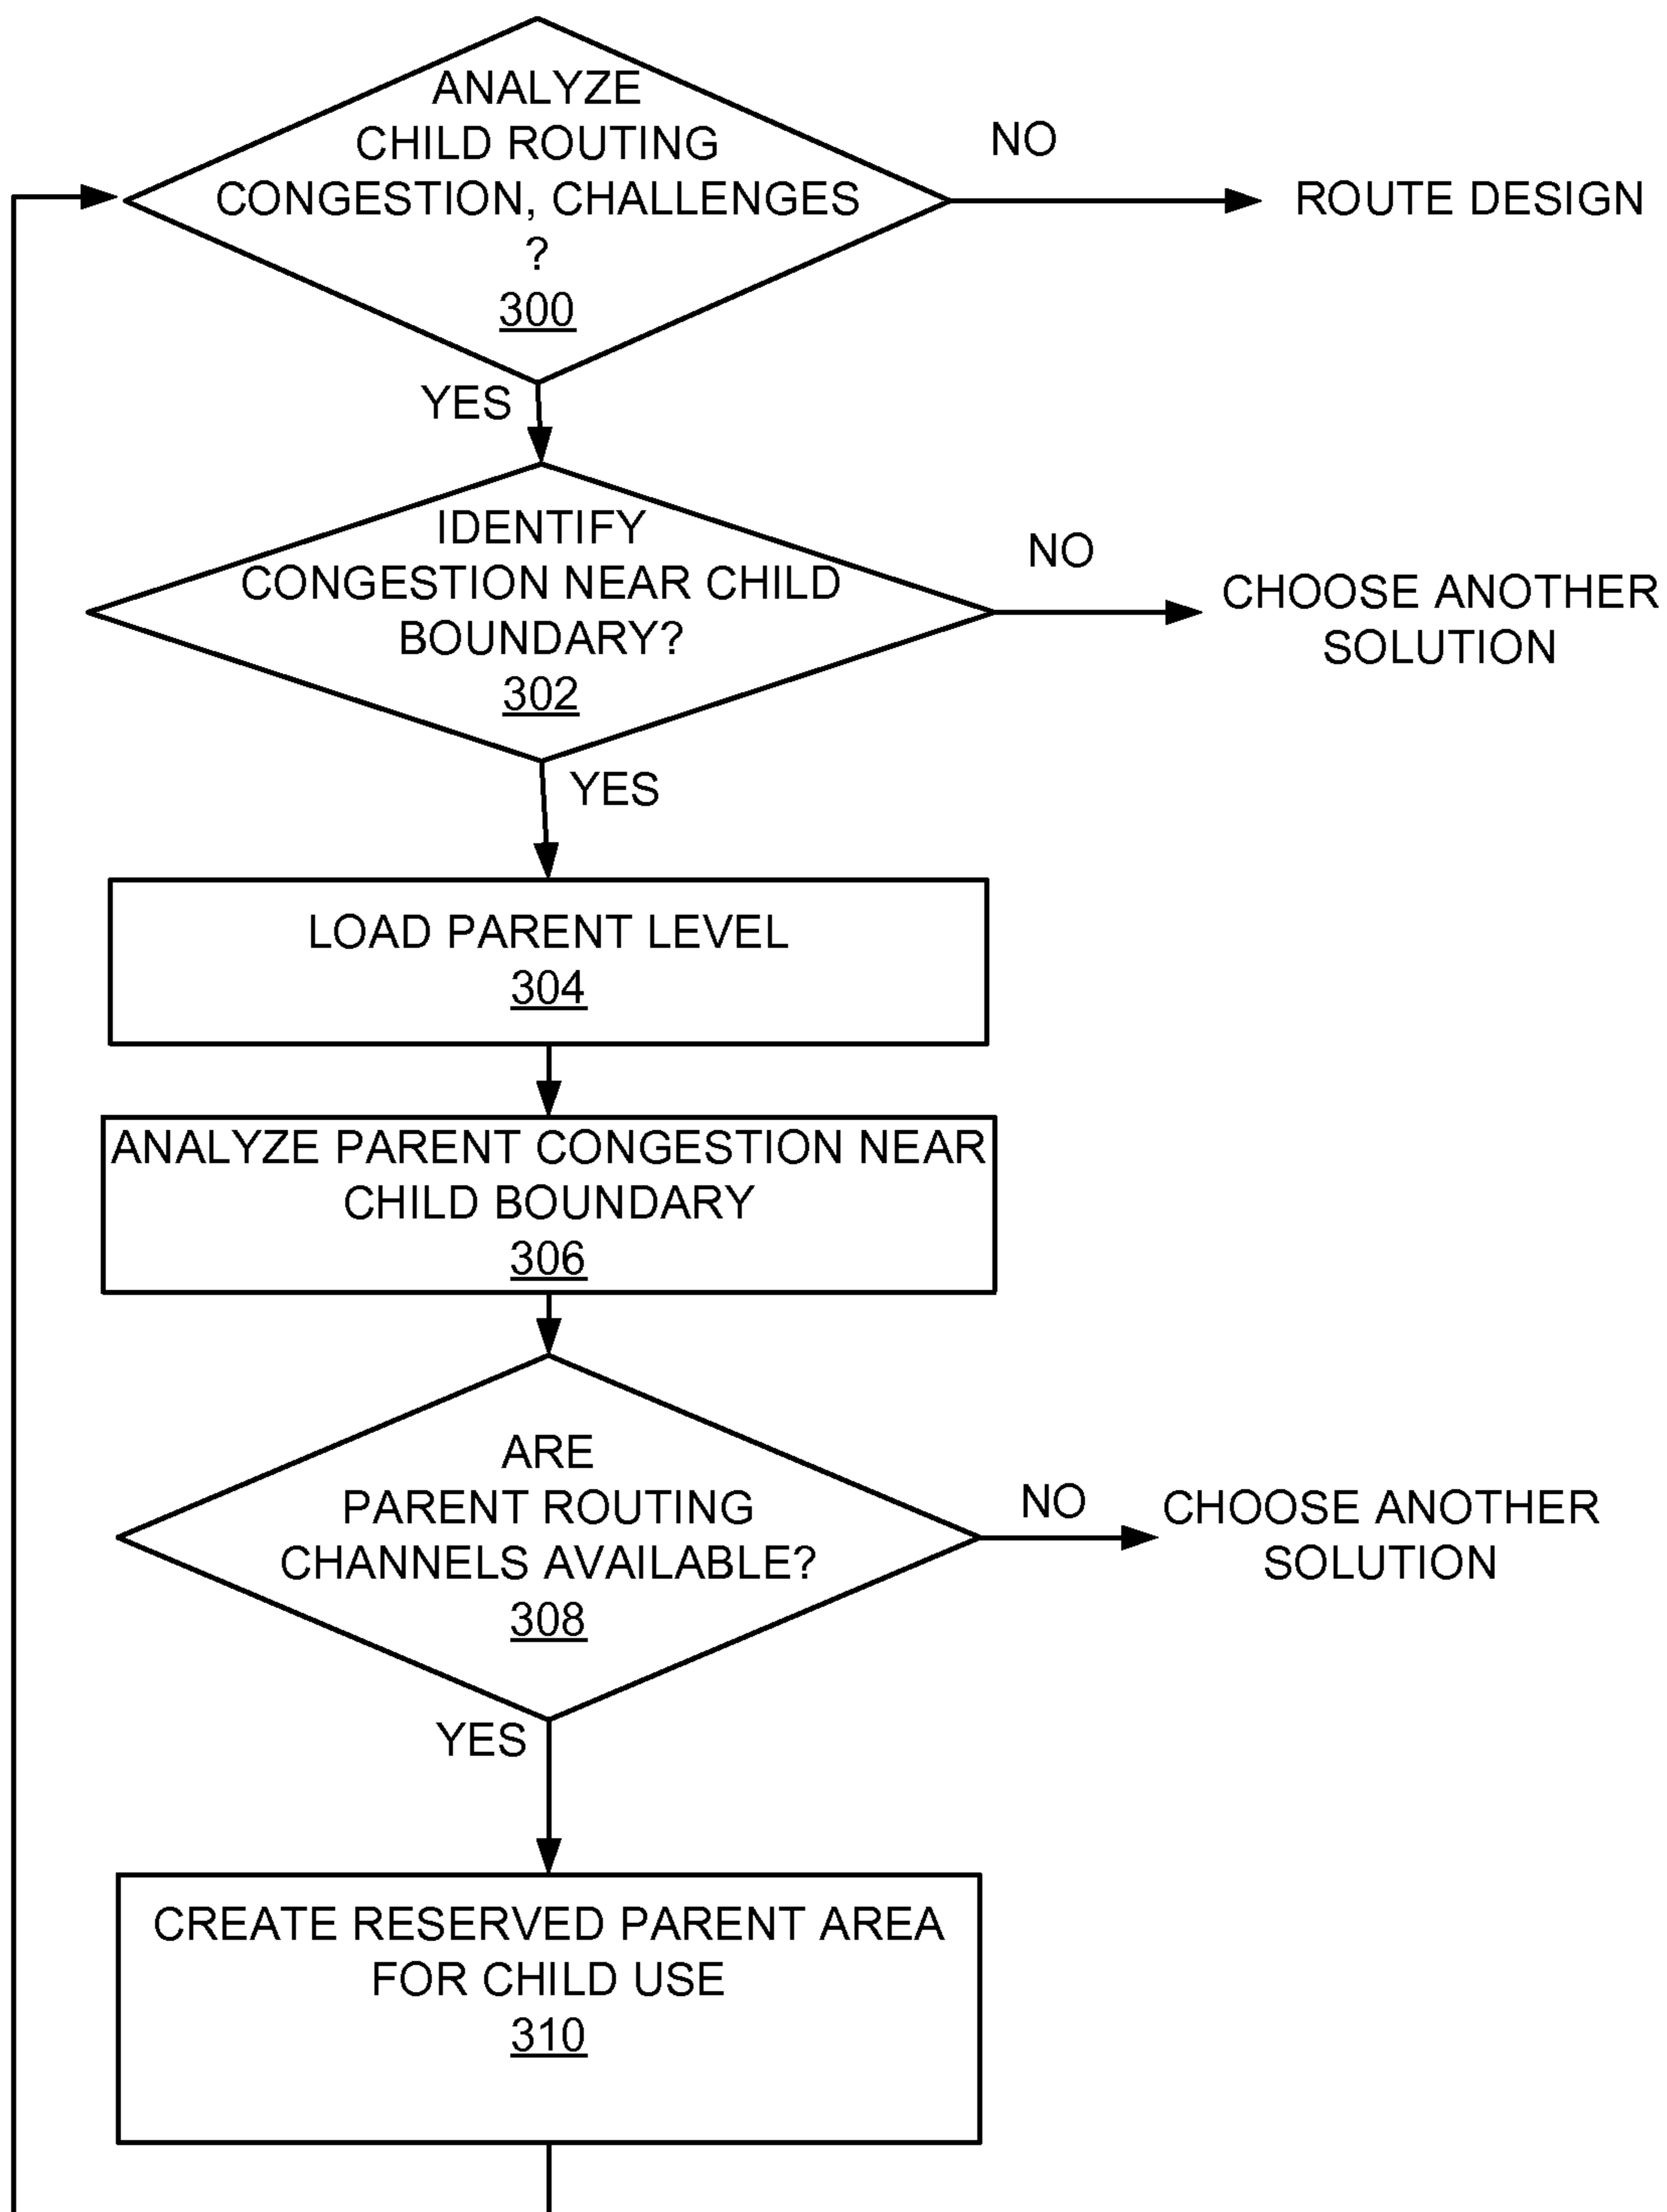 ANALYZE
CHILD ROUTING
CONGESTION, CHALLENGES
?
300
NO
ROUTE DESIGN
YES
IDENTIFY
CONGESTION NEAR CHILD
BOUNDARY?
302
NO
CHOOSE ANOTHER
SOLUTION
YES
LOAD PARENT LEVEL
304
ANALYZE PARENT CONGESTION NEAR
CHILD BOUNDARY
306
ARE
PARENT ROUTING
CHANNELS AVAILABLE?
308
NO
CHOOSE ANOTHER
SOLUTION
YES
CREATE RESERVED PARENT AREA
FOR CHILD USE
310